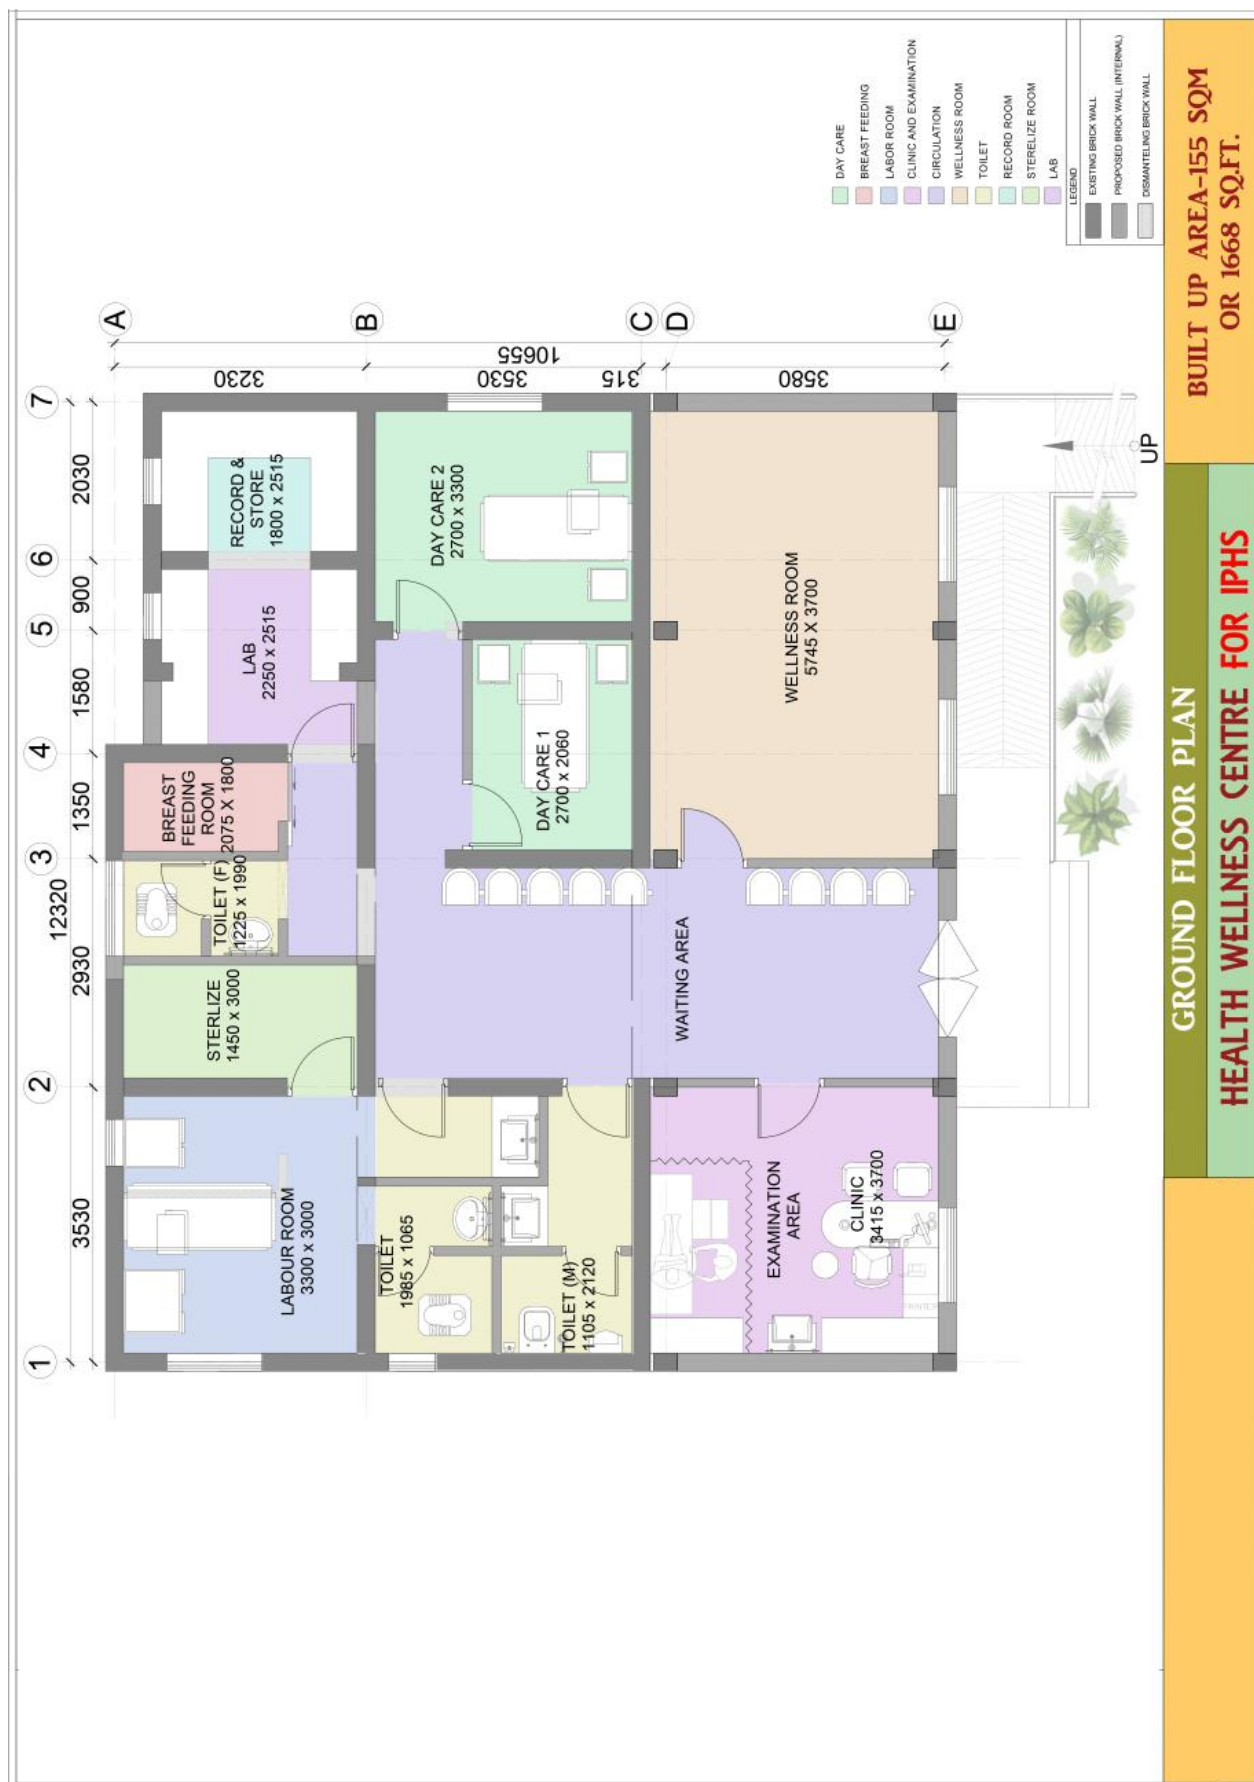 DAY CARE
BREAST FEEDING
LABOR ROOM
CLINIC AND EXAMINATION
CIRCULATION
WELLNESS ROOM
TOILET
RECORD ROOM
STERELIZE ROOM
LAB
LEGEND
EXISTING BRICK WALL
PROPOSED BRICK WALL (INTERNAL)
DISMANTELING BRICK WALL
1
2
3
4
5
6
7
12320
3530
2930
1350
1580
900
2030
A
B
C
D
E
10655
3230
3530
315
3580
LABOUR ROOM
3300 x 3000
STERLIZE
1450 x 3000
TOILET (F)
1225 x 1990
BREAST
FEEDING
ROOM
2075 X 1800
LAB
2250 x 2515
RECORD &
STORE
1800 x 2515
TOILET
1985 x 1065
TOILET (M)
1105 x 2120
DAY CARE 1
2700 x 2060
DAY CARE 2
2700 x 3300
EXAMINATION
AREA
CLINIC
3415 x 3700
PRINTER
WAITING AREA
WELLNESS ROOM
5745 X 3700
UP
GROUND FLOOR PLAN
HEALTH WELLNESS CENTRE FOR IPHS
BUILT UP AREA-155 SQM
OR 1668 SQ.FT.